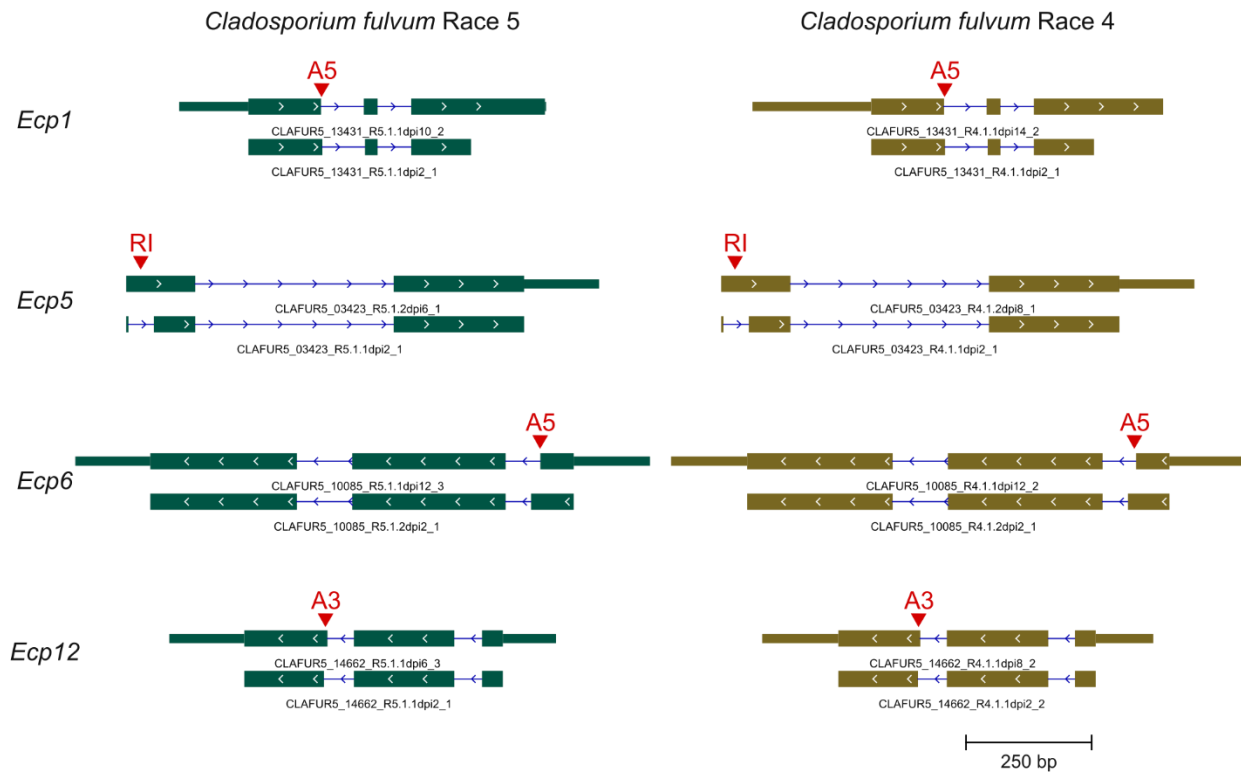 Cladosporium fulvum Race 5
Cladosporium fulvum Race 4
Ecp1
A5
CLAFUR5_13431_R5.1.1dpi10_2
CLAFUR5_13431_R5.1.1dpi2_1
A5
CLAFUR5_13431_R4.1.1dpi14_2
CLAFUR5_13431_R4.1.1dpi2_1
Ecp5
RI
CLAFUR5_03423_R5.1.2dpi6_1
CLAFUR5_03423_R5.1.1dpi2_1
RI
CLAFUR5_03423_R4.1.2dpi8_1
CLAFUR5_03423_R4.1.1dpi2_1
Ecp6
A5
CLAFUR5_10085_R5.1.1dpi12_3
CLAFUR5_10085_R5.1.2dpi2_1
A5
CLAFUR5_10085_R4.1.1dpi12_2
CLAFUR5_10085_R4.1.2dpi2_1
Ecp12
A3
CLAFUR5_14662_R5.1.1dpi6_3
CLAFUR5_14662_R5.1.1dpi2_1
A3
CLAFUR5_14662_R4.1.1dpi8_2
CLAFUR5_14662_R4.1.1dpi2_2
250 bp